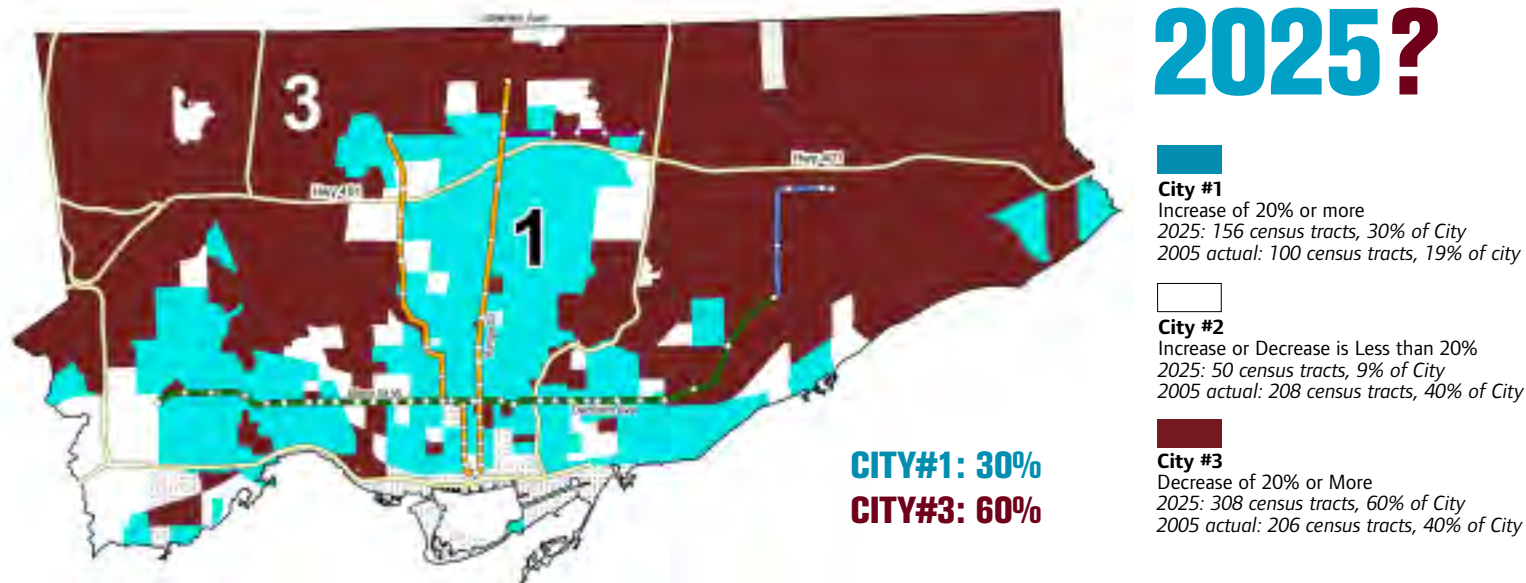 2025?
3
Hwy 401
Hwy 401
1
City #1
Increase of 20% or more
2025: 156 census tracts, 30% of City
2005 actual: 100 census tracts, 19% of city
City #2
Increase or Decrease is Less than 20%
2025: 50 census tracts, 9% of City
2005 actual: 208 census tracts, 40% of City
CITY#1: 30%
CITY#3: 60%
City #3
Decrease of 20% or More
2025: 308 census tracts, 60% of City
2005 actual: 206 census tracts, 40% of City